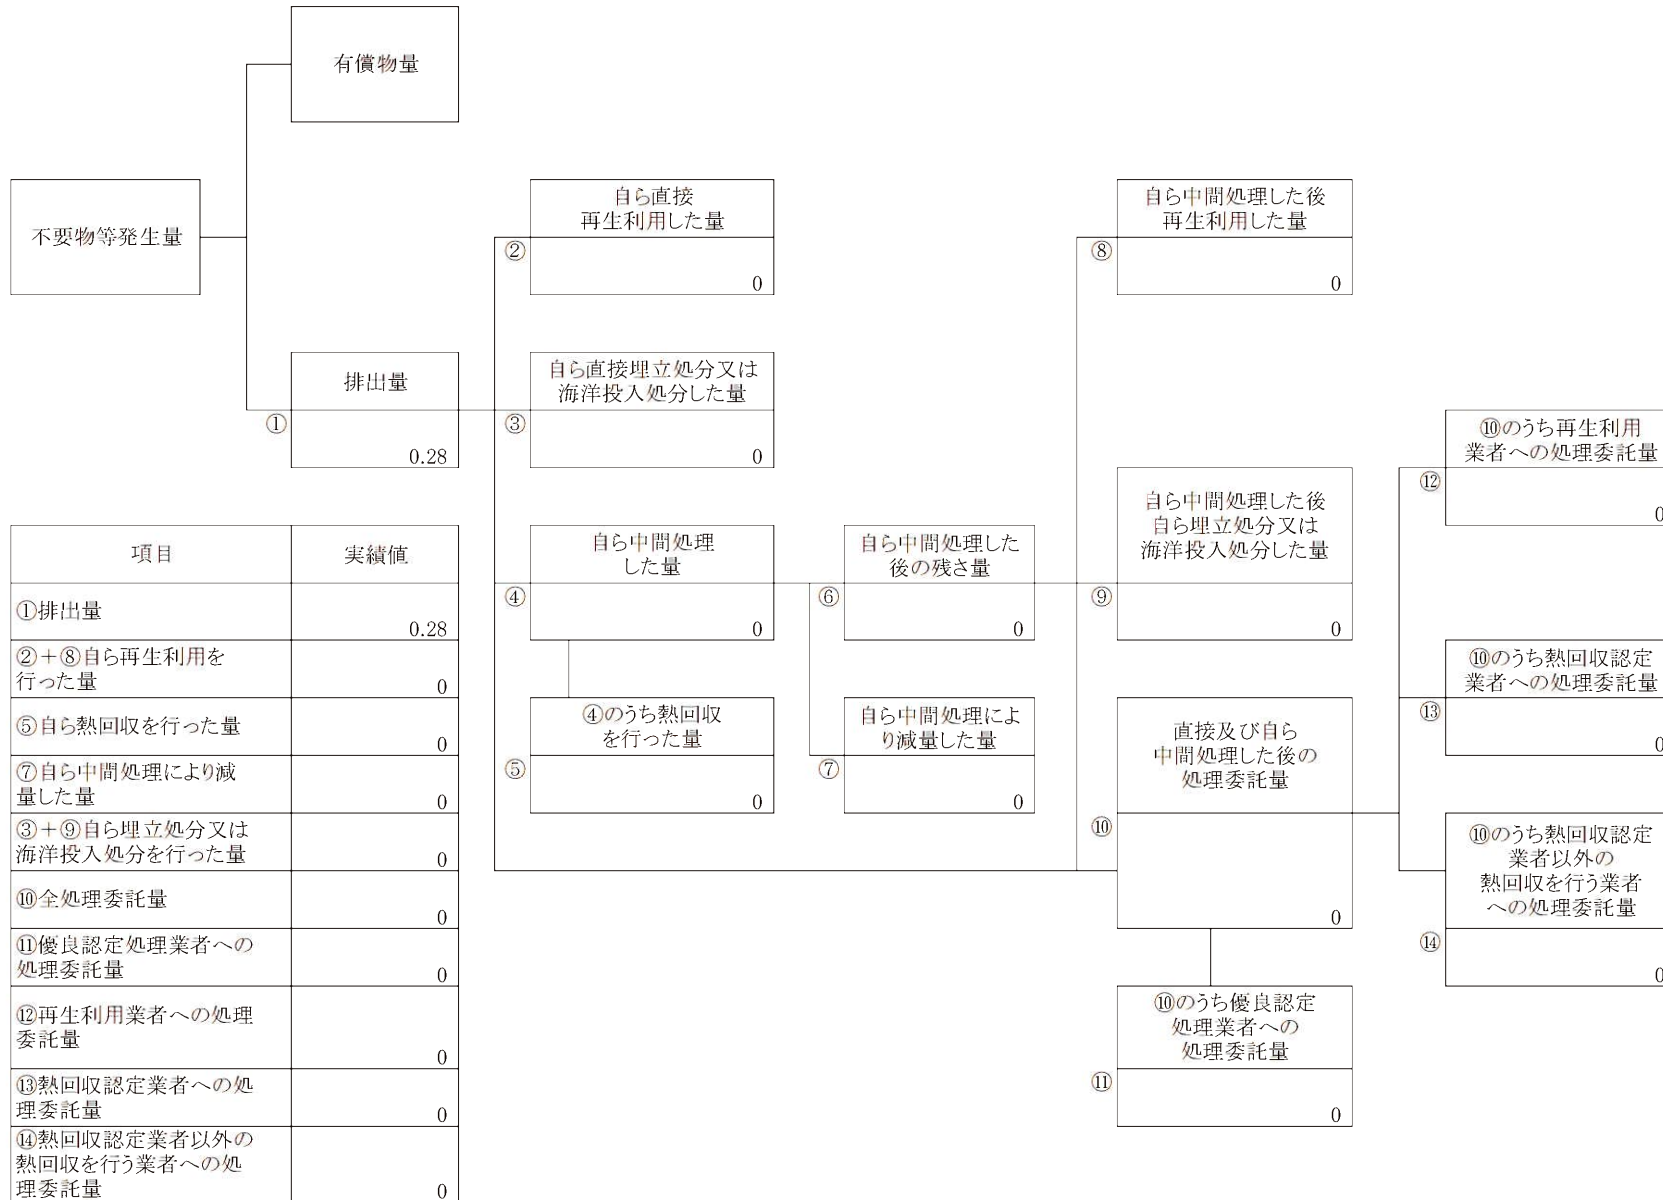 有償物量
不要物等発生量
自ら直接
再生利用した量
②
0
自ら中間処理した後
再生利用した量
⑧
0
排出量
①
0.28
自ら直接埋立処分又は
海洋投入処分した量
③
0
⑩のうち再生利用
業者への処理委託量
⑫
0
自ら中間処理
した量
④
0
自ら中間処理した
後の残さ量
⑥
0
自ら中間処理した後
自ら埋立処分又は
海洋投入処分した量
⑨
0
⑩のうち熱回収認定
業者への処理委託量
⑬
0
④のうち熱回収
を行った量
⑤
0
自ら中間処理によ
り減量した量
⑦
0
直接及び自ら
中間処理した後の
処理委託量
⑩
0
⑩のうち熱回収認定
業者以外の
熱回収を行う業者
への処理委託量
⑭
0
⑩のうち優良認定
処理業者への
処理委託量
⑪
0
項目 実績値
①排出量
0.28
②+⑧自ら再生利用を
行った量 0
⑤自ら熱回収を行った量
0
⑦自ら中間処理により減
量した量 0
③+⑨自ら埋立処分又は
海洋投入処分を行った量 0
⑩全処理委託量
0
⑪優良認定処理業者への
処理委託量 0
⑫再生利用業者への処理
委託量
0
⑬熱回収認定業者への処
理委託量 0
⑭熱回収認定業者以外の
熱回収を行う業者への処
理委託量 0